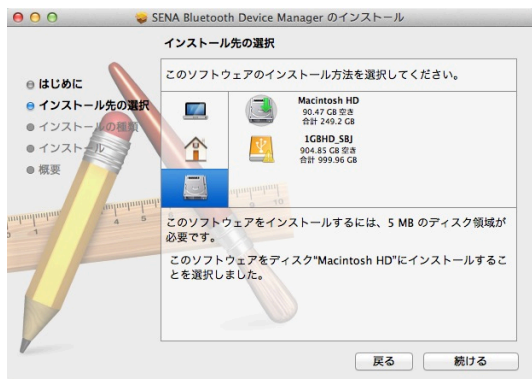 SENA Bluetooth Device Manager のインストール
インストール先の選択
はじめに
インストール先の選択
インストールの種類
インストール
概要
このソフトウェアのインストール方法を選択してください。
Macintosh HD
90.47 GB 空き
合計 249.2 GB
1GBHD_SBJ
904.85 GB 空き
合計 999.96 GB
このソフトウェアをインストールするには、5 MB のディスク領域が
必要です。
このソフトウェアをディスク“Macintosh HD”にインストールするこ
とを選択しました。
戻る
続ける